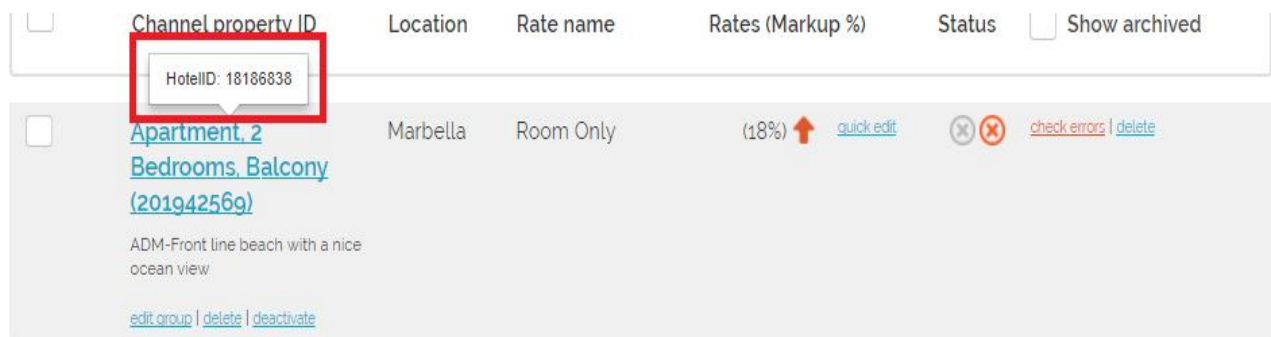 Channel property ID Location Rate name Rates (Markup %) Status Show archived
HotelID: 18186838
Apartment, 2 Marbella Room Only (18%) quick edit check errors | delete
Bedrooms, Balcony
(201942569)
ADM-Front line beach with a nice
ocean view
edit group | delete | deactivate